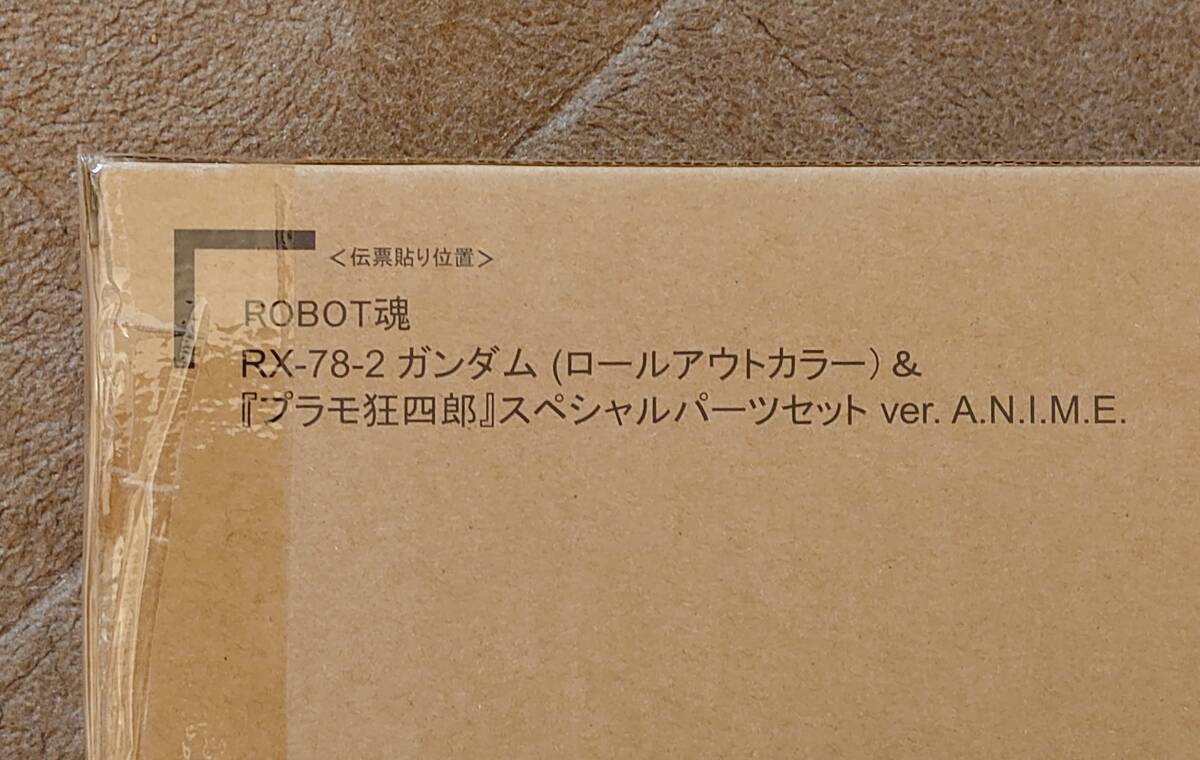 ＜伝票貼り位置＞
ROBOT魂
RX-78-2 ガンダム (ロールアウトカラー）&
『プラモ狂四郎』スペシャルパーツセット ver. A.N.I.M.E.